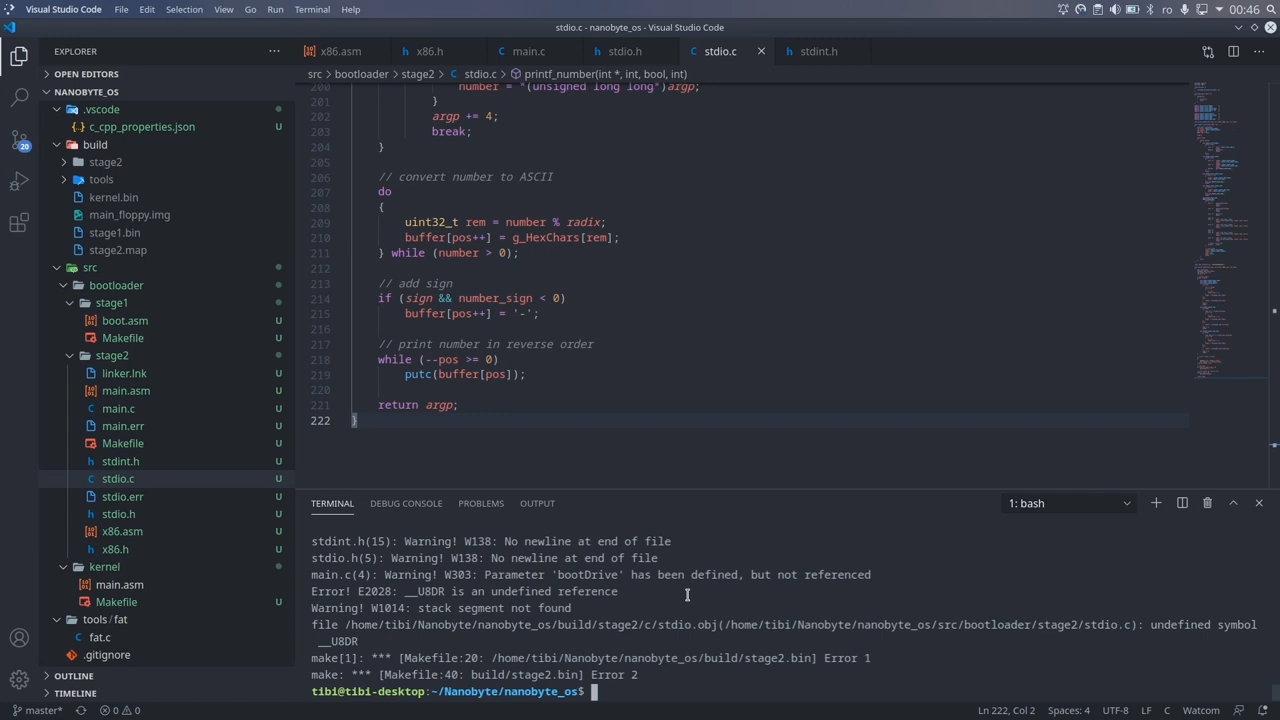 Visual Studio Code File Edit Selection View Go Run Terminal Help
ro 00:46
stdio.c - nanobyte_os - Visual Studio Code
EXPLORER
x86.asm x86.h main.c stdio.h stdio.c stdint.h
OPEN EDITORS
src > bootloader > stage2 > stdio.c > printf_number(int *, int, bool, int)
NANOBYTE_OS
.vscode
c_cpp_properties.json U
build
stage2
tools
kernel.bin
main_floppy.img
stage1.bin
stage2.map
src
bootloader
stage1
boot.asm U
Makefile U
stage2
linker.lnk U
main.asm U
main.c U
main.err U
Makefile U
stdint.h U
stdio.c U
stdio.err U
stdio.h U
x86.asm U
x86.h U
kernel
main.asm
Makefile U
tools/fat
fat.c
.gitignore
OUTLINE
TIMELINE
20
200 number = *(unsigned long long*)argp;
201 }
202 argp += 4;
203 break;
204 }
205
206 // convert number to ASCII
207 do
208 {
209 uint32_t rem = number % radix;
210 buffer[pos++] = g_HexChars[rem];
211 } while (number > 0);
212
213 // add sign
214 if (sign && number_sign < 0)
215 buffer[pos++] = '-';
216
217 // print number in reverse order
218 while (--pos >= 0)
219 putc(buffer[pos]);
220
221 return argp;
222 }
TERMINAL DEBUG CONSOLE PROBLEMS OUTPUT 1: bash
stdint.h(15): Warning! W138: No newline at end of file
stdio.h(5): Warning! W138: No newline at end of file
main.c(4): Warning! W303: Parameter 'bootDrive' has been defined, but not referenced
Error! E2028: __U8DR is an undefined reference
Warning! W1014: stack segment not found
file /home/tibi/Nanobyte/nanobyte_os/build/stage2/c/stdio.obj(/home/tibi/Nanobyte/nanobyte_os/src/bootloader/stage2/stdio.c): undefined symbol
__U8DR
make[1]: *** [Makefile:20: /home/tibi/Nanobyte/nanobyte_os/build/stage2.bin] Error 1
make: *** [Makefile:40: build/stage2.bin] Error 2
tibi@tibi-desktop:~/Nanobyte/nanobyte_os$
master* 0 0 Ln 222, Col 2 Spaces: 4 UTF-8 LF C Watcom